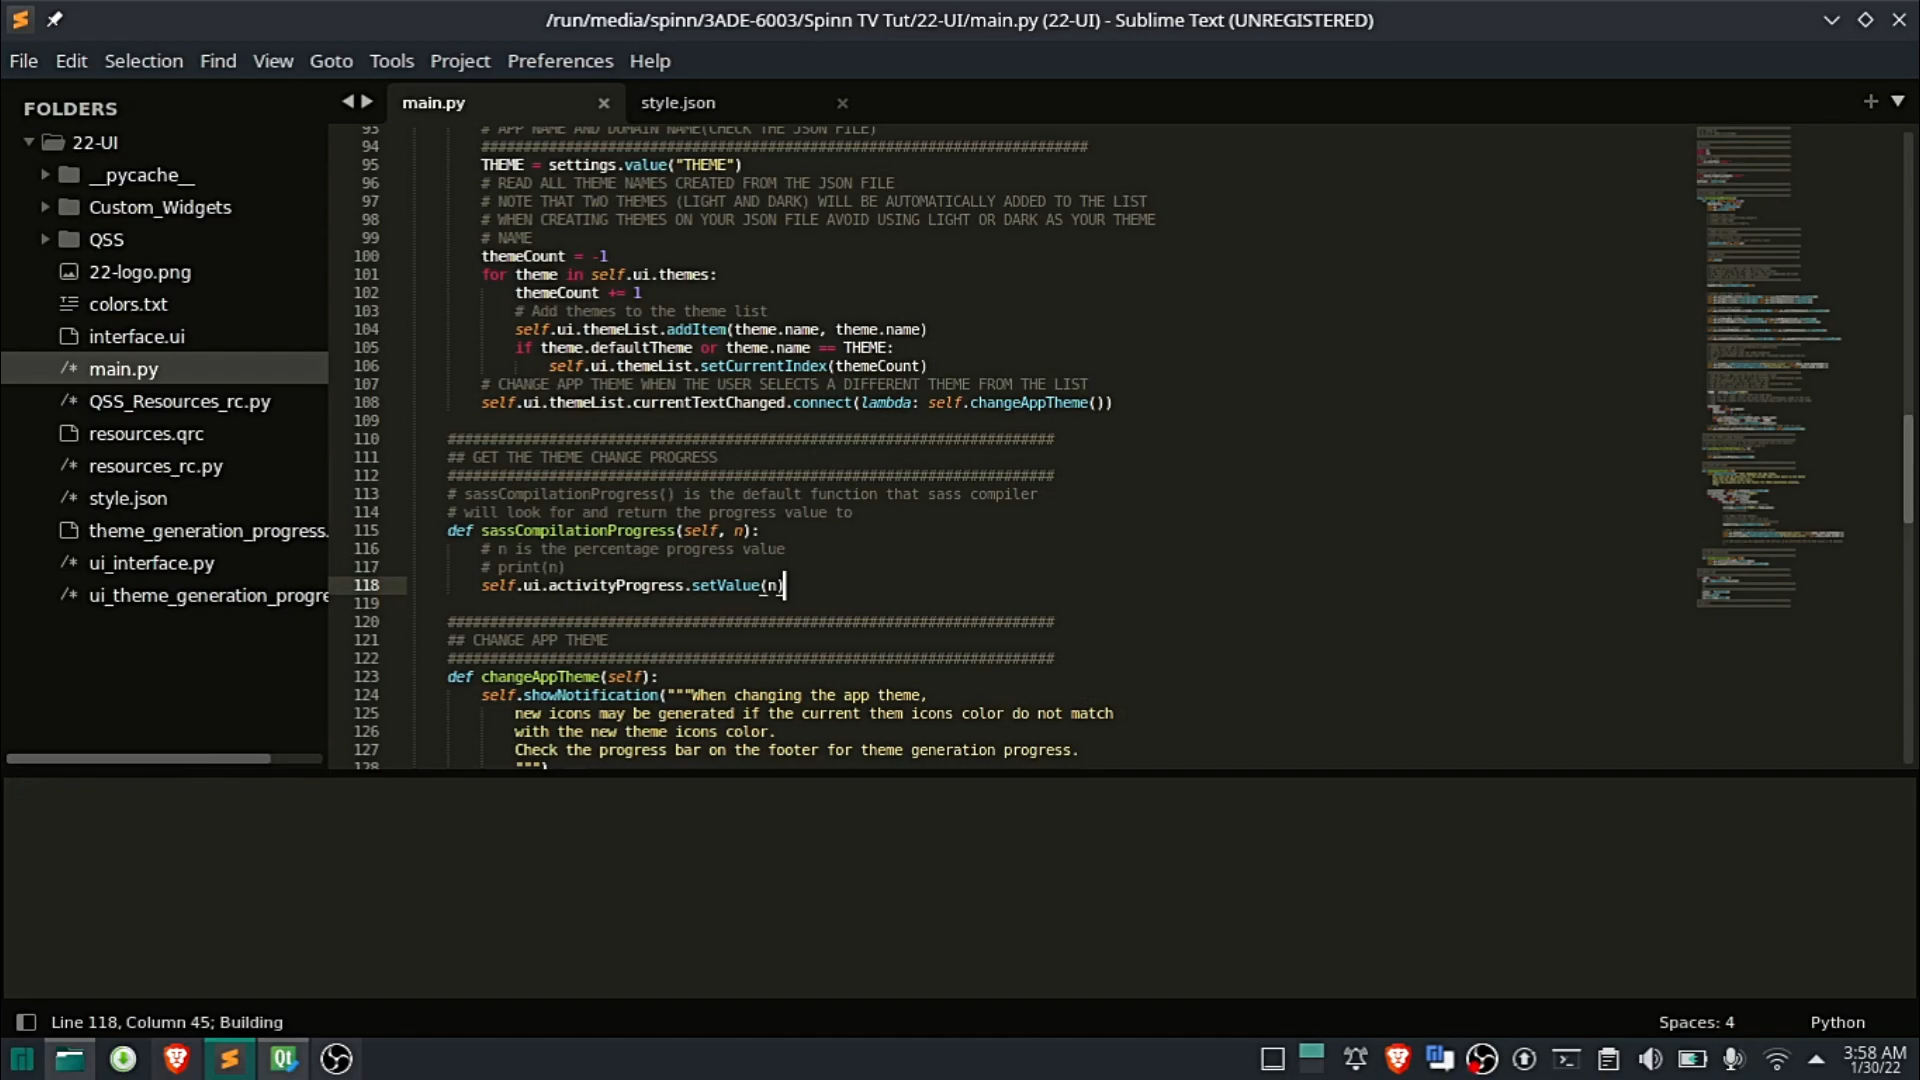 /run/media/spinn/3ADE-6003/Spinn TV Tut/22-UI/main.py (22-UI) - Sublime Text (UNREGISTERED)
File Edit Selection Find View Goto Tools Project Preferences Help
FOLDERS
22-UI
__pycache__
Custom_Widgets
QSS
22-logo.png
colors.txt
interface.ui
/* main.py
/* QSS_Resources_rc.py
resources.qrc
/* resources_rc.py
/* style.json
theme_generation_progress.
/* ui_interface.py
/* ui_theme_generation_progre
main.py × style.json ×
93 # APP NAME AND DOMAIN NAME(CHECK THE JSON FILE)
94 ########################################################################
95 THEME = settings.value("THEME")
96 # READ ALL THEME NAMES CREATED FROM THE JSON FILE
97 # NOTE THAT TWO THEMES (LIGHT AND DARK) WILL BE AUTOMATICALLY ADDED TO THE LIST
98 # WHEN CREATING THEMES ON YOUR JSON FILE AVOID USING LIGHT OR DARK AS YOUR THEME
99 # NAME
100 themeCount = -1
101 for theme in self.ui.themes:
102 themeCount += 1
103 # Add themes to the theme list
104 self.ui.themeList.addItem(theme.name, theme.name)
105 if theme.defaultTheme or theme.name == THEME:
106 self.ui.themeList.setCurrentIndex(themeCount)
107 # CHANGE APP THEME WHEN THE USER SELECTS A DIFFERENT THEME FROM THE LIST
108 self.ui.themeList.currentTextChanged.connect(lambda: self.changeAppTheme())
109
110 ########################################################################
111 ## GET THE THEME CHANGE PROGRESS
112 ########################################################################
113 # sassCompilationProgress() is the default function that sass compiler
114 # will look for and return the progress value to
115 def sassCompilationProgress(self, n):
116 # n is the percentage progress value
117 # print(n)
118 self.ui.activityProgress.setValue(n)
119
120 ########################################################################
121 ## CHANGE APP THEME
122 ########################################################################
123 def changeAppTheme(self):
124 self.showNotification("""When changing the app theme,
125 new icons may be generated if the current them icons color do not match
126 with the new theme icons color.
127 Check the progress bar on the footer for theme generation progress.
128 """)
Line 118, Column 45; Building
Spaces: 4 Python
Qt
3:58 AM
1/30/22